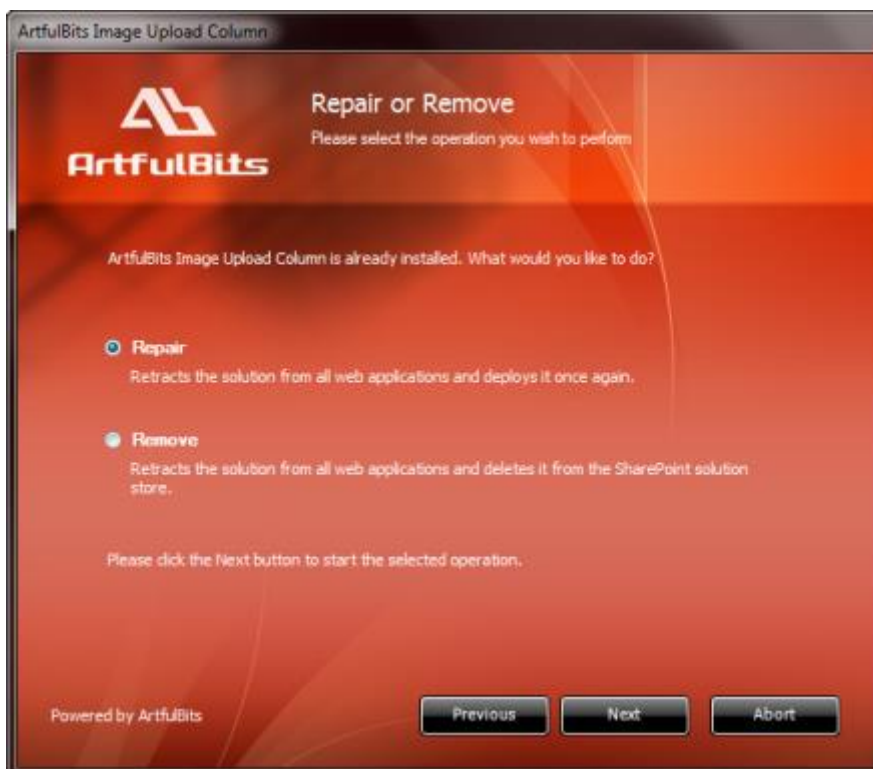 ArtfulBits Image Upload Column
ArtfulBits
Repair or Remove
Please select the operation you wish to perfom
ArtfulBits Image Upload Column is already installed. What would you like to do?
Repair
Retracts the solution from all web applications and deploys it once again.
Remove
Retracts the solution from all web applications and deletes it from the SharePoint solution
store.
Please click the Next button to start the selected operation.
Powered by ArtfulBits
Previous
Next
Abort